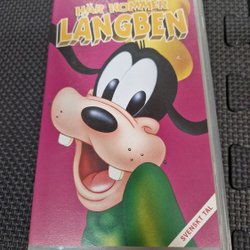 HÄR KOMMER
LÅNGBEN
SVENSKT TAL